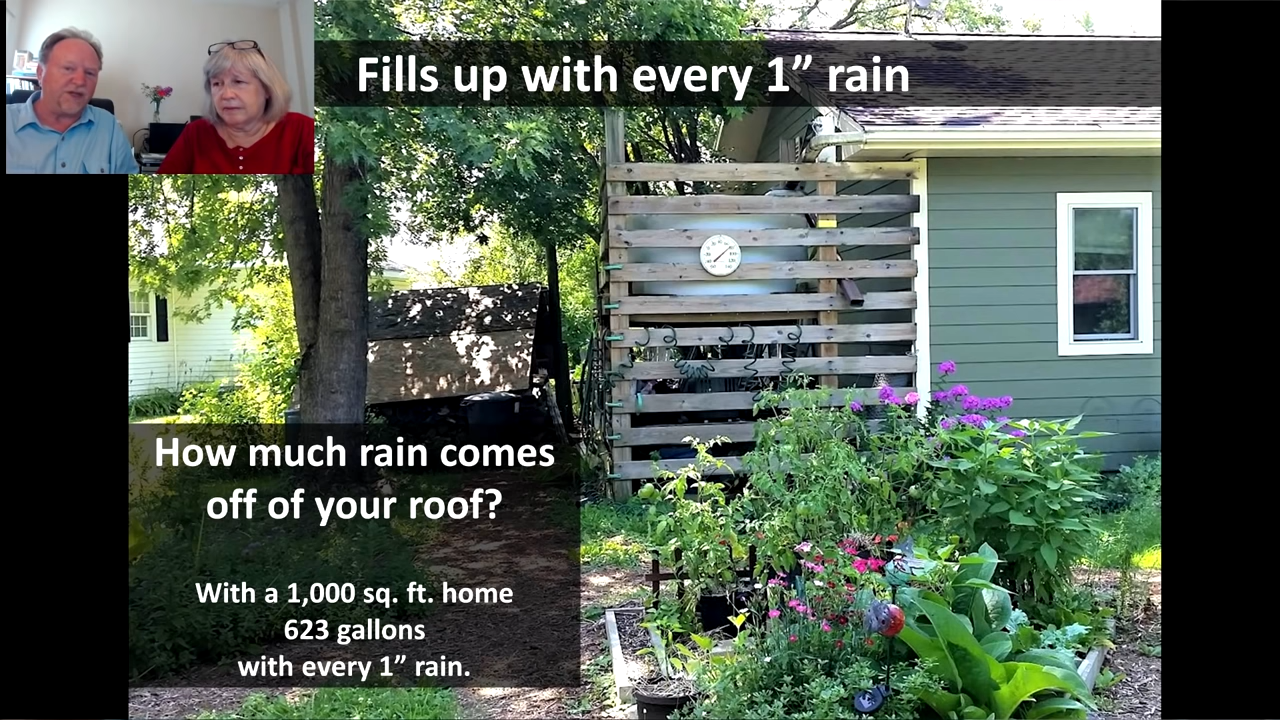 Fills up with every 1” rain
How much rain comes
off of your roof?
With a 1,000 sq. ft. home
623 gallons
with every 1” rain.